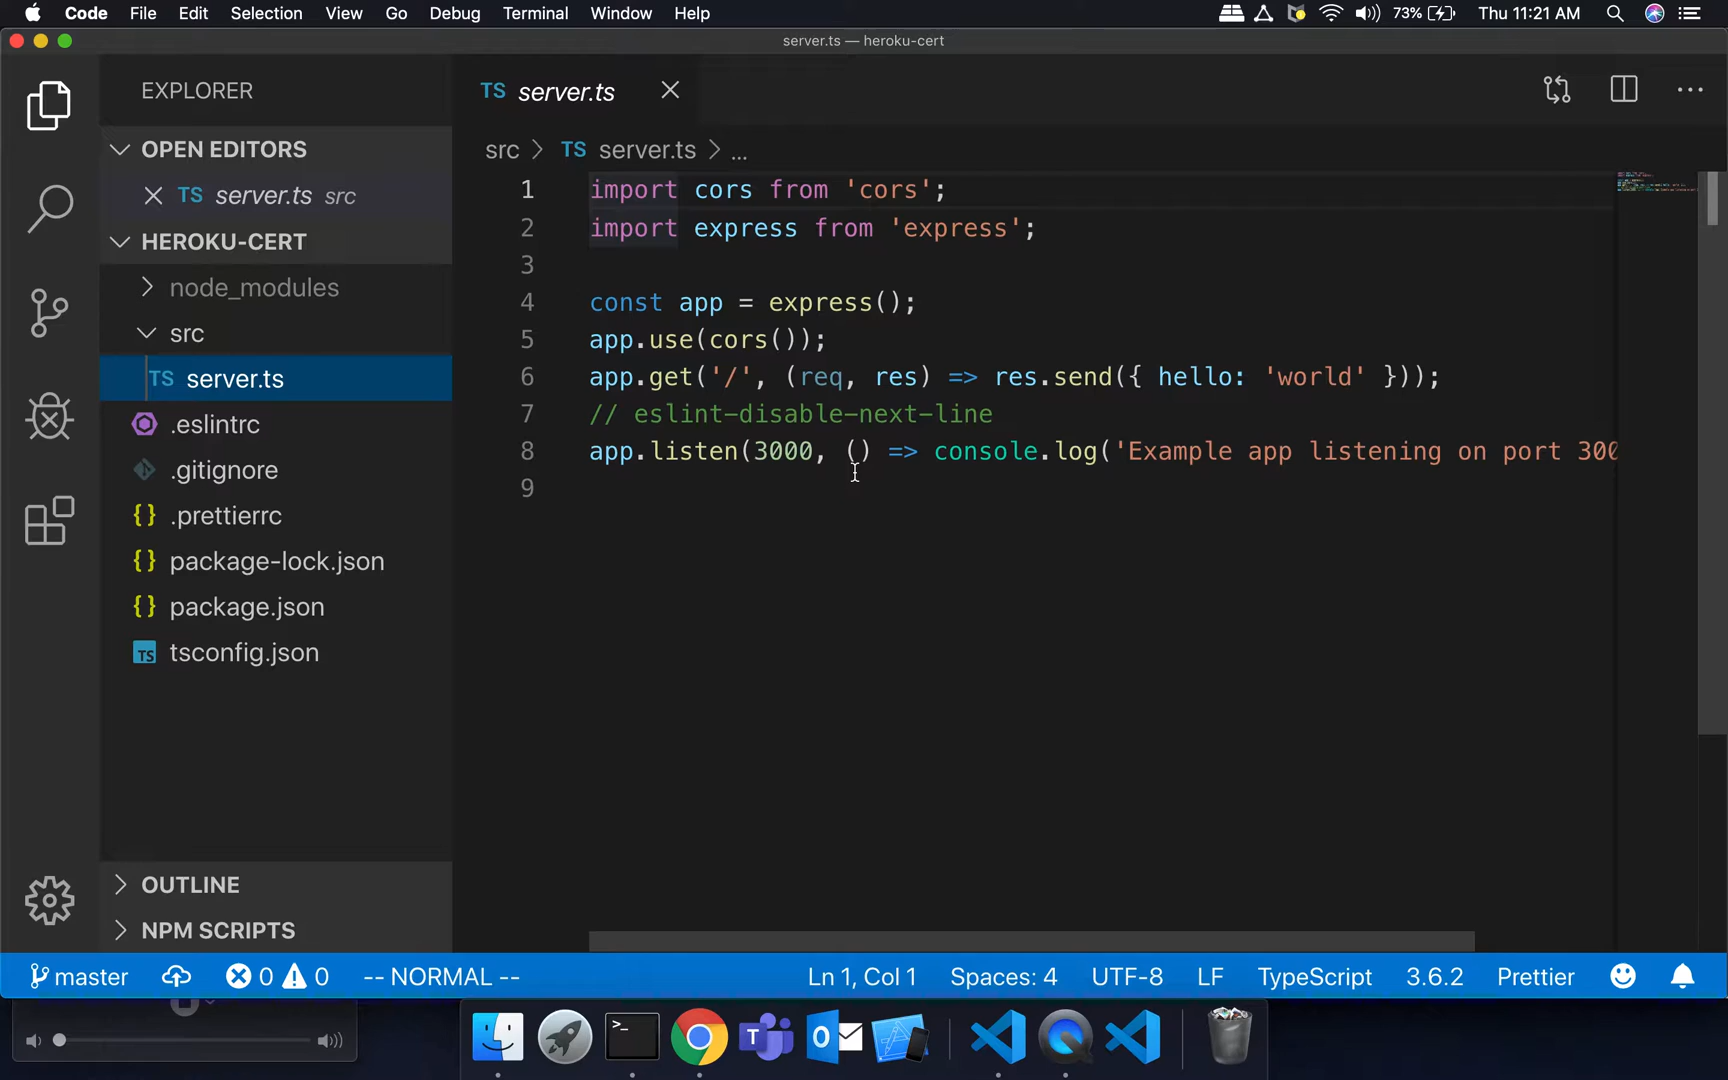 Code File Edit Selection View Go Debug Terminal Window Help 73% Thu 11:21 AM
server.ts — heroku-cert
EXPLORER
OPEN EDITORS
TS server.ts src
HEROKU-CERT
node_modules
src
TS server.ts
.eslintrc
.gitignore
{} .prettierrc
{} package-lock.json
{} package.json
TS tsconfig.json
OUTLINE
NPM SCRIPTS
TS server.ts
src > TS server.ts > ...
1 import cors from 'cors';
2 import express from 'express';
3
4 const app = express();
5 app.use(cors());
6 app.get('/', (req, res) => res.send({ hello: 'world' }));
7 // eslint-disable-next-line
8 app.listen(3000, () => console.log('Example app listening on port 300
9
master 0 0 -- NORMAL -- Ln 1, Col 1 Spaces: 4 UTF-8 LF TypeScript 3.6.2 Prettier